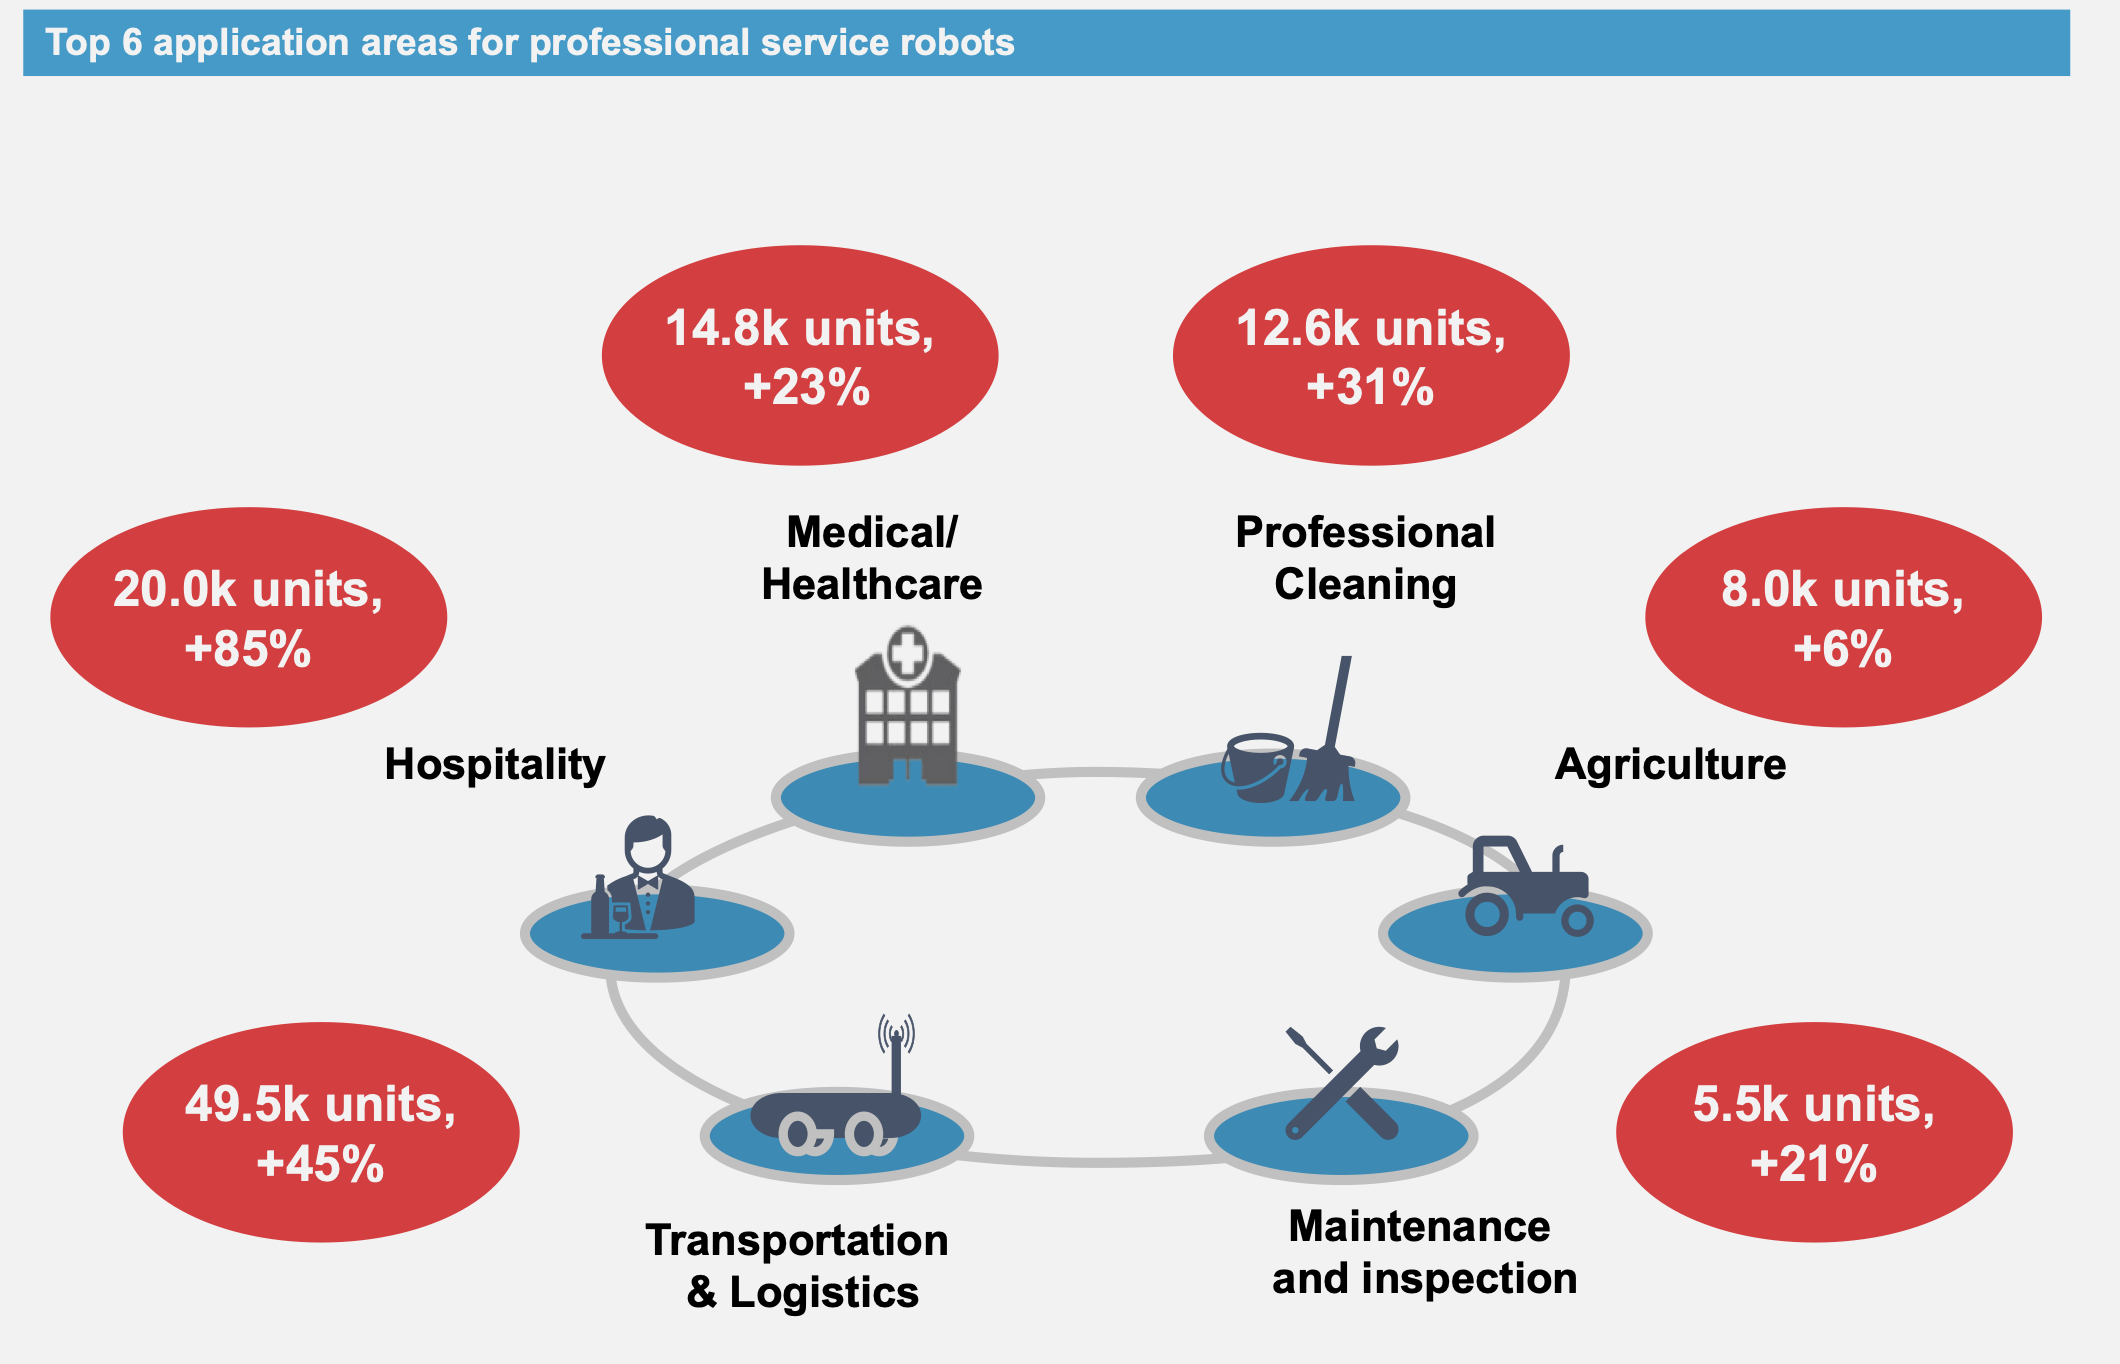 Top 6 application areas for professional service robots
14.8k units,
+23%
12.6k units,
+31%
Medical/
Healthcare
Professional
Cleaning
20.0k units,
+85%
8.0k units,
+6%
Hospitality
Agriculture
49.5k units,
+45%
5.5k units,
+21%
Transportation
& Logistics
Maintenance
and inspection